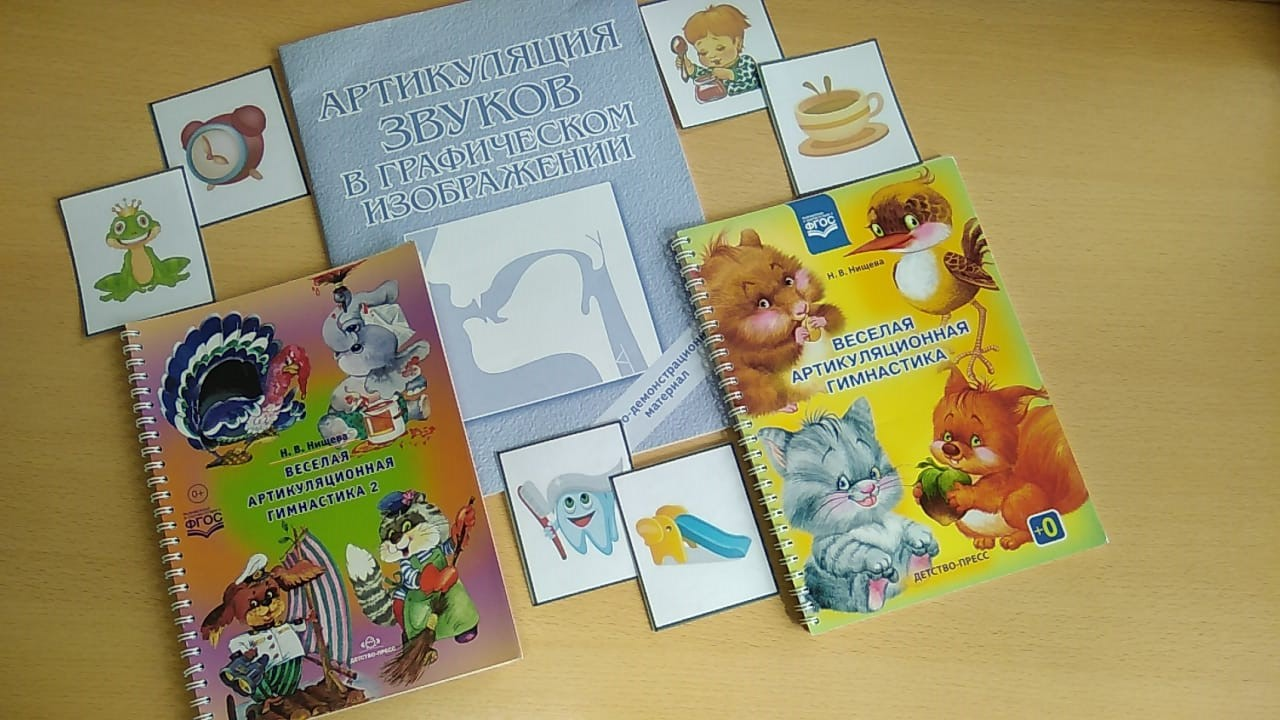 АРТИКУЛЯЦИЯ
ЗВУКОВ
В ГРАФИЧЕСКОМ
ИЗОБРАЖЕНИИ
о-демонстрационн
материал
Н. В. Нищева
ВЕСЕЛАЯ
АРТИКУЛЯЦИОННАЯ
ГИМНАСТИКА 2
0+
ФГОС
ДЕТСТВО-ПРЕСС
ФГОС
Н. В. Нищева
ВЕСЕЛАЯ
АРТИКУЛЯЦИОННАЯ
ГИМНАСТИКА
+0
ДЕТСТВО-ПРЕСС